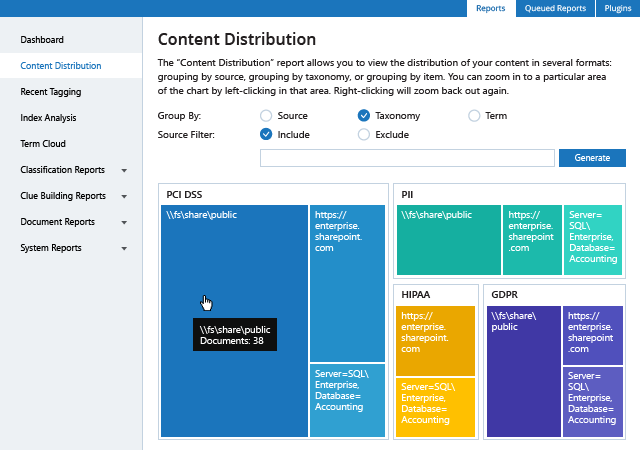 Reports
Queued Reports
Plugins
Dashboard
Content Distribution
Recent Tagging
Index Analysis
Term Cloud
Classification Reports
Clue Building Reports
Document Reports
System Reports
Content Distribution
The “Content Distribution” report allows you to view the distribution of your content in several formats:
grouping by source, grouping by taxonomy, or grouping by item. You can zoom in to a particular area
of the chart by left-clicking in that area. Right-clicking will zoom back out again.
Group By:
Source
Taxonomy
Term
Source Filter:
Include
Exclude
Generate
PCI DSS
\\fs\share\public
https://
enterprise.
sharepoint.
com
Server=SQL\
Enterprise,
Database=
Accounting
\\fs\share\public
Documents: 38
PII
\\fs\share\public
https://
enterprise.
sharepoint
.com
Server=
SQL\
Enterprise,
Database=
Accounting
HIPAA
https://
enterprise.
sharepoint.
com
Server=SQL\
Enterprise,
Database=
Accounting
GDPR
\\fs\share\
public
https://
enterprise.
sharepoint
.com
Server=
SQL\
Enterprise,
Database=
Accounting